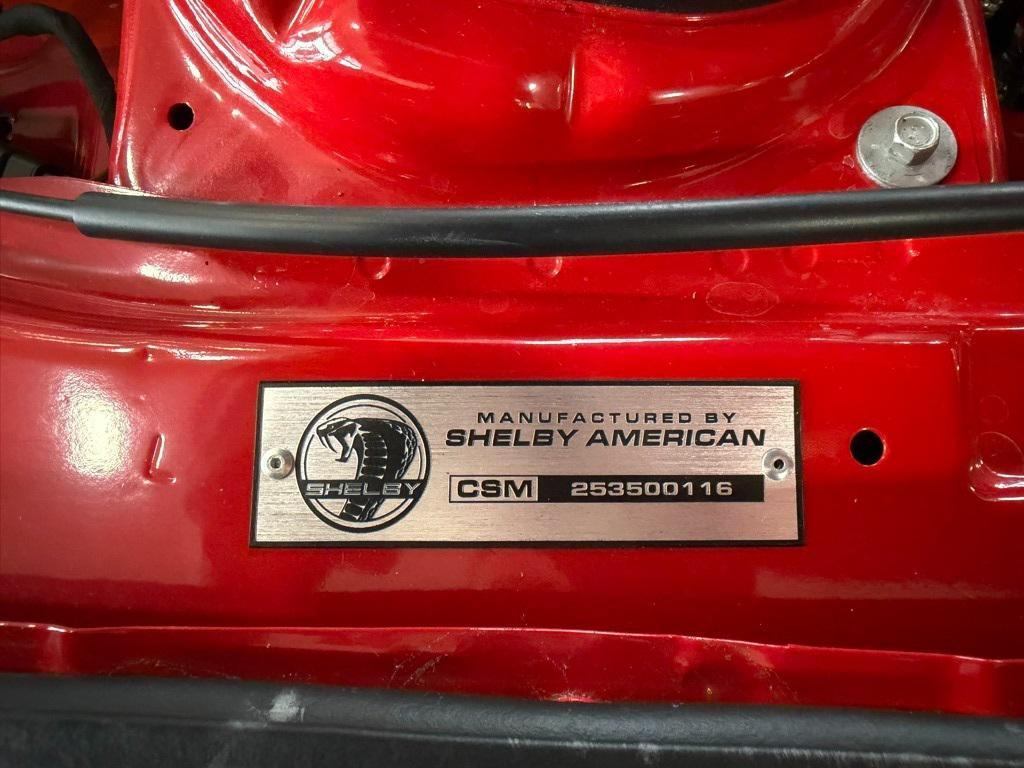 MANUFACTURED BY
SHELBY AMERICAN
SHELBY
CSM 253500116